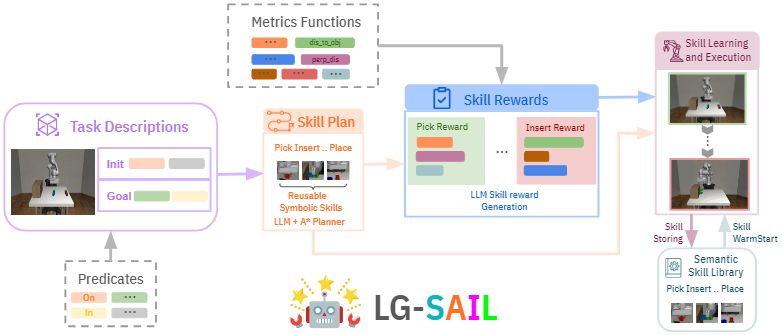 Metrics Functions
...
dis_to_obj
...
perp_dis
... ... ...
Task Descriptions
Init
Goal
Predicates
On ...
In ...
Skill Plan
Pick Insert .. Place
Reusable
Symbolic Skills
LLM + A* Planner
Skill Rewards
Pick Reward
...
Insert Reward
LLM Skill reward
Generation
Skill Learning
and Execution
Skill
Storing
Skill
WarmStart
Semantic
Skill Library
Pick Insert .. Place
LG-SAIL